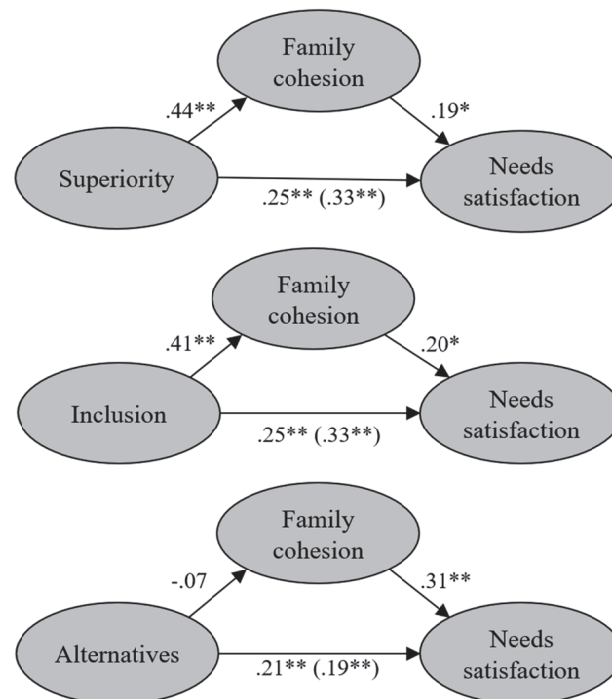 Family
cohesion
.44**
.19*
Superiority
Needs
satisfaction
.25** (.33**)
Family
cohesion
.41**
.20*
Inclusion
Needs
satisfaction
.25** (.33**)
Family
cohesion
-.07
.31**
Alternatives
Needs
satisfaction
.21** (.19**)